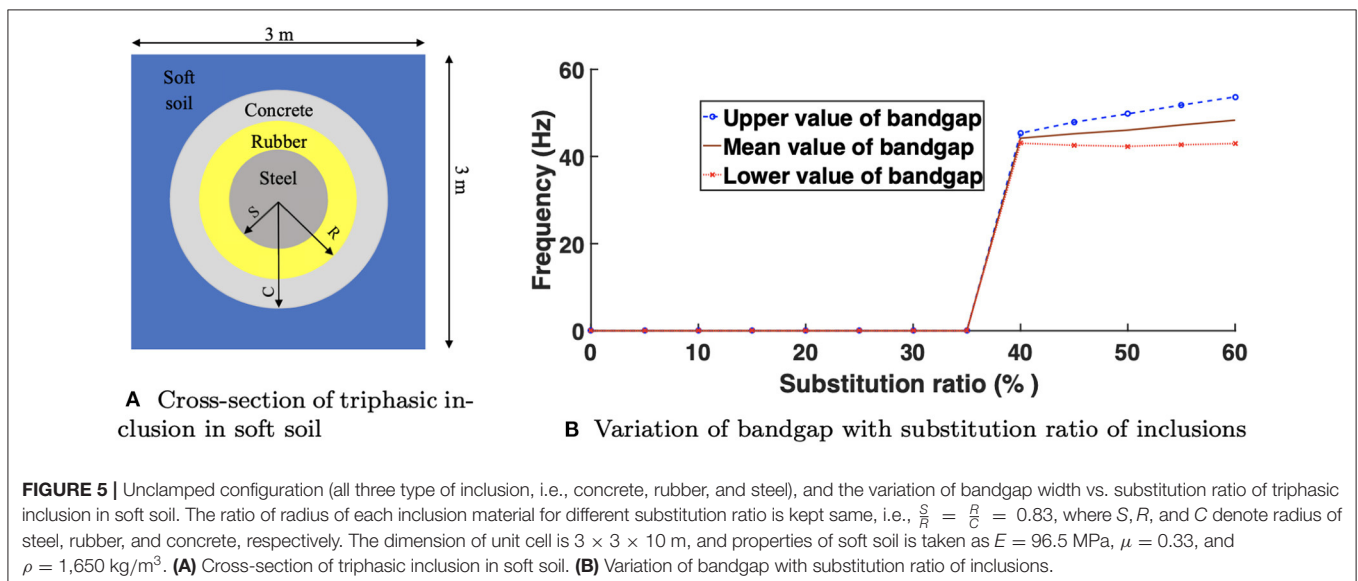 3 m
Soft
soil
Concrete
Rubber
Steel
S
R
C
3 m
A Cross-section of triphasic in-
clusion in soft soil
60
40
20
0
Frequency (Hz)
Upper value of bandgap
Mean value of bandgap
Lower value of bandgap
0 10 20 30 40 50 60
Substitution ratio (% )
B Variation of bandgap with substitution ratio of inclusions
FIGURE 5 | Unclamped configuration (all three type of inclusion, i.e., concrete, rubber, and steel), and the variation of bandgap width vs. substitution ratio of triphasic
inclusion in soft soil. The ratio of radius of each inclusion material for different substitution ratio is kept same, i.e., S/R = R/C = 0.83, where S, R, and C denote radius of
steel, rubber, and concrete, respectively. The dimension of unit cell is 3 × 3 × 10 m, and properties of soft soil is taken as E = 96.5 MPa, μ = 0.33, and
ρ = 1,650 kg/m³. (A) Cross-section of triphasic inclusion in soft soil. (B) Variation of bandgap with substitution ratio of inclusions.